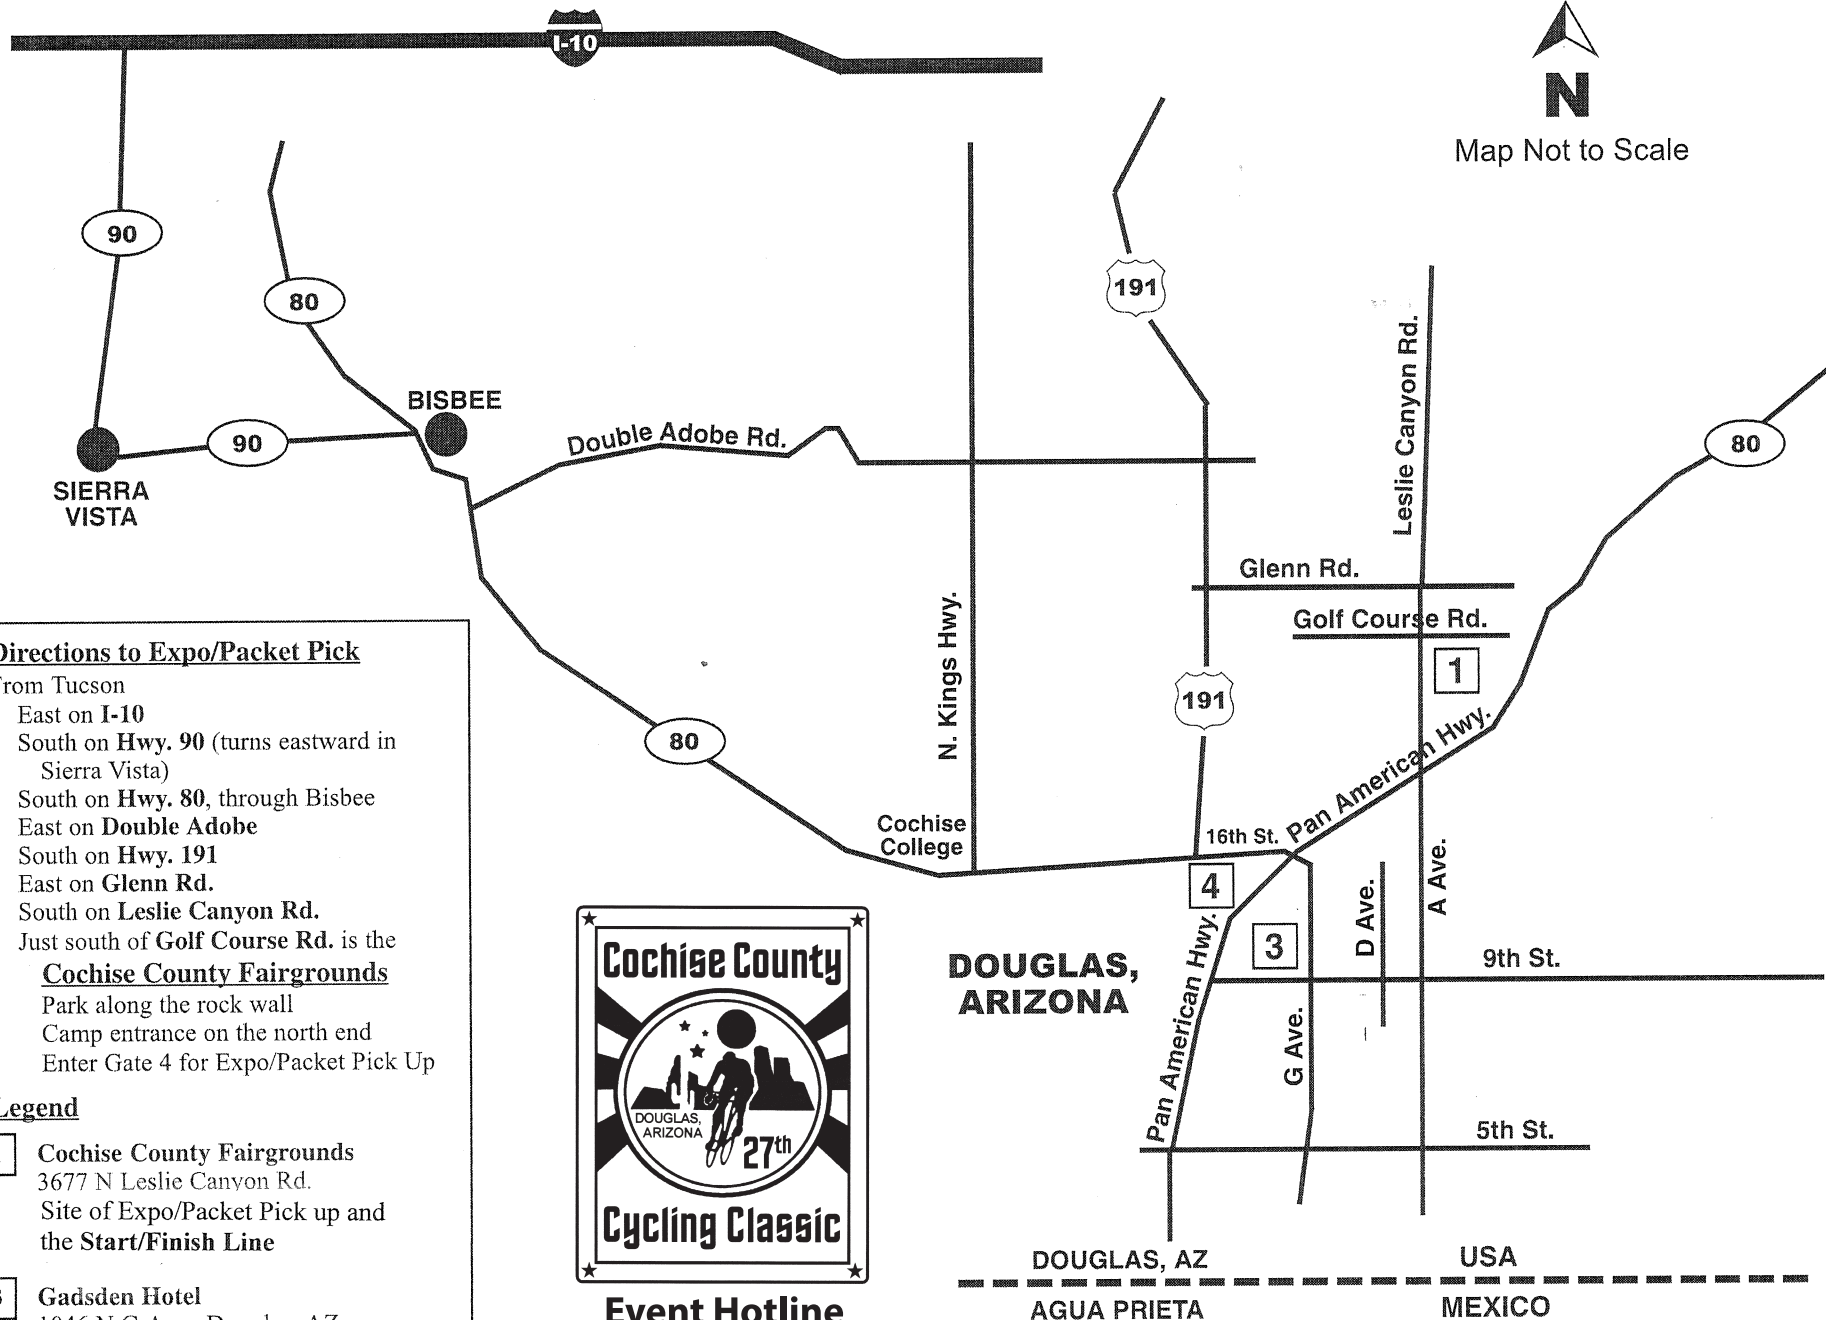 I-10
N
Map Not to Scale
90
80
191
Leslie Canyon Rd.
BISBEE
90
Double Adobe Rd.
80
SIERRA
VISTA
Glenn Rd.
Golf Course Rd.
1
N. Kings Hwy.
191
80
Pan American Hwy.
Cochise
College
16th St.
4
A Ave.
D Ave.
3
Pan American Hwy.
9th St.
DOUGLAS,
ARIZONA
G Ave.
5th St.
DOUGLAS, AZ
USA
AGUA PRIETA
MEXICO
Directions to Expo/Packet Pick
From Tucson
East on I-10
South on Hwy. 90 (turns eastward in
Sierra Vista)
South on Hwy. 80, through Bisbee
East on Double Adobe
South on Hwy. 191
East on Glenn Rd.
South on Leslie Canyon Rd.
Just south of Golf Course Rd. is the
Cochise County Fairgrounds
Park along the rock wall
Camp entrance on the north end
Enter Gate 4 for Expo/Packet Pick Up
Legend
Cochise County Fairgrounds
3677 N Leslie Canyon Rd.
Site of Expo/Packet Pick up and
the Start/Finish Line
3
Gadsden Hotel
Cochise County
DOUGLAS,
ARIZONA
27th
Cycling Classic
Event Hotline